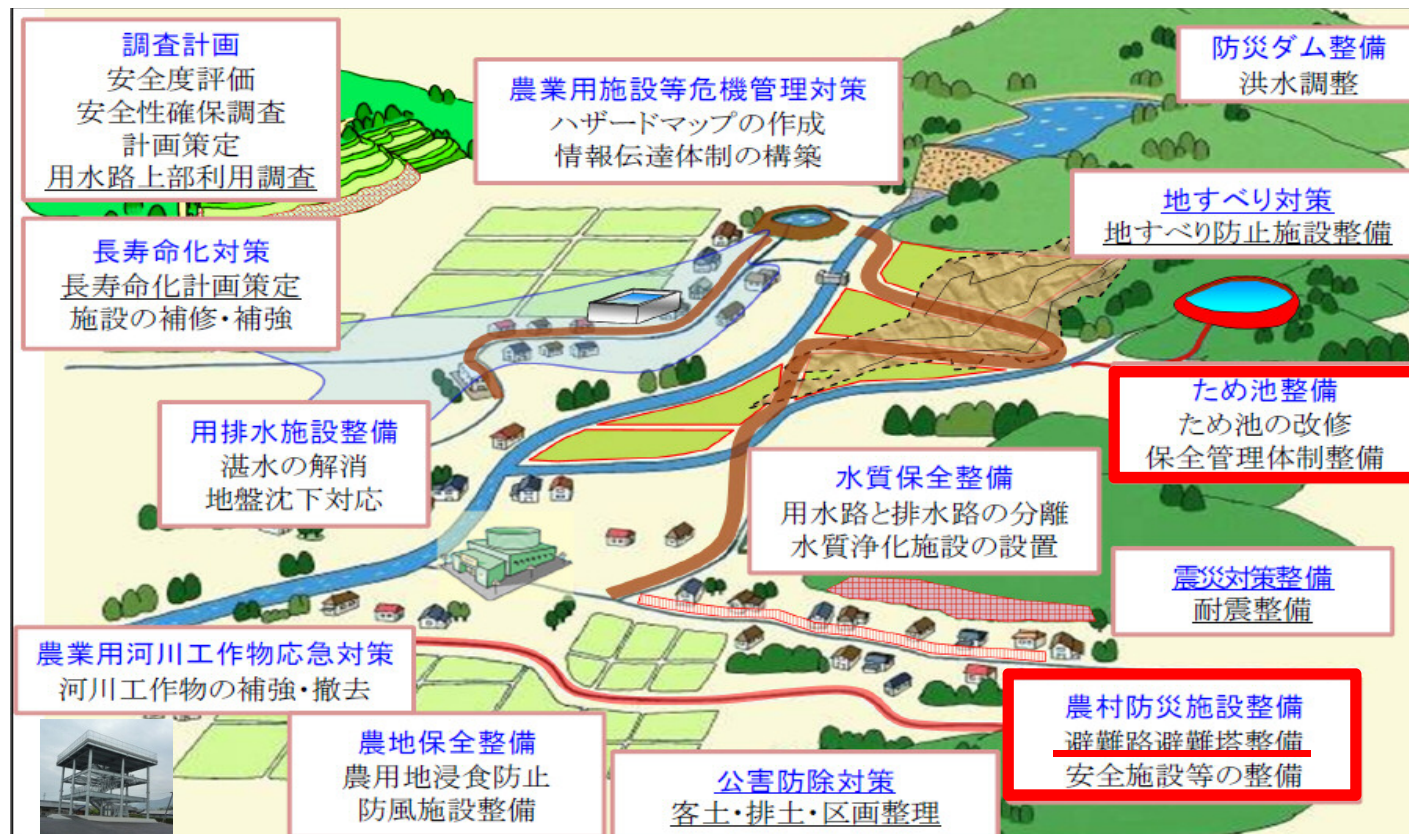 調査計画
安全度評価
安全性確保調査
計画策定
用水路上部利用調査
農業用施設等危機管理対策
ハザードマップの作成
情報伝達体制の構築
防災ダム整備
洪水調整
地すべり対策
地すべり防止施設整備
長寿命化対策
長寿命化計画策定
施設の補修・補強
ため池整備
ため池の改修
保全管理体制整備
用排水施設整備
湛水の解消
地盤沈下対応
水質保全整備
用水路と排水路の分離
水質浄化施設の設置
震災対策整備
耐震整備
農業用河川工作物応急対策
河川工作物の補強・撤去
農村防災施設整備
避難路避難塔整備
安全施設等の整備
農地保全整備
農用地浸食防止
防風施設整備
公害防除対策
客土・排土・区画整理